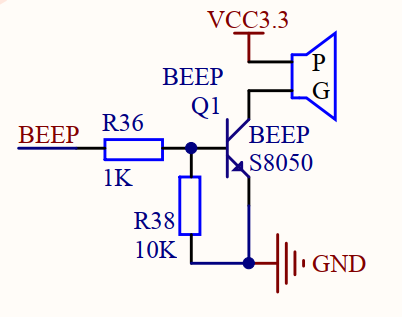 VCC3.3
BEEP
P
Q1
G
R36
BEEP
BEEP
1K
S8050
R38
10K
GND